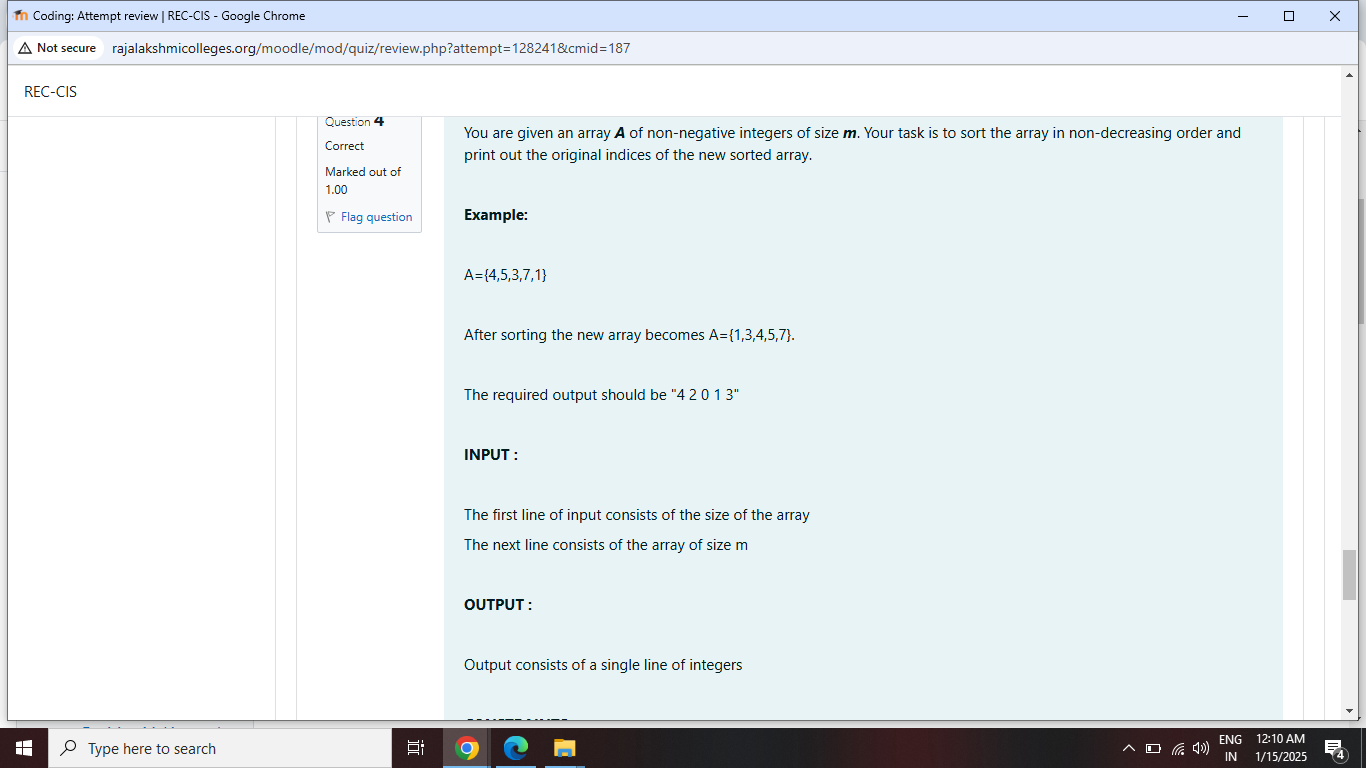 Coding: Attempt review | REC-CIS - Google Chrome
Not secure
rajalakshmicolleges.org/moodle/mod/quiz/review.php?attempt=128241&cmid=187
REC-CIS
Question 4
Correct
Marked out of
1.00
Flag question
You are given an array A of non-negative integers of size m. Your task is to sort the array in non-decreasing order and
print out the original indices of the new sorted array.
Example:
A={4,5,3,7,1}
After sorting the new array becomes A={1,3,4,5,7}.
The required output should be "4 2 0 1 3"
INPUT :
The first line of input consists of the size of the array
The next line consists of the array of size m
OUTPUT :
Output consists of a single line of integers
Type here to search
ENG
IN
12:10 AM
1/15/2025
4